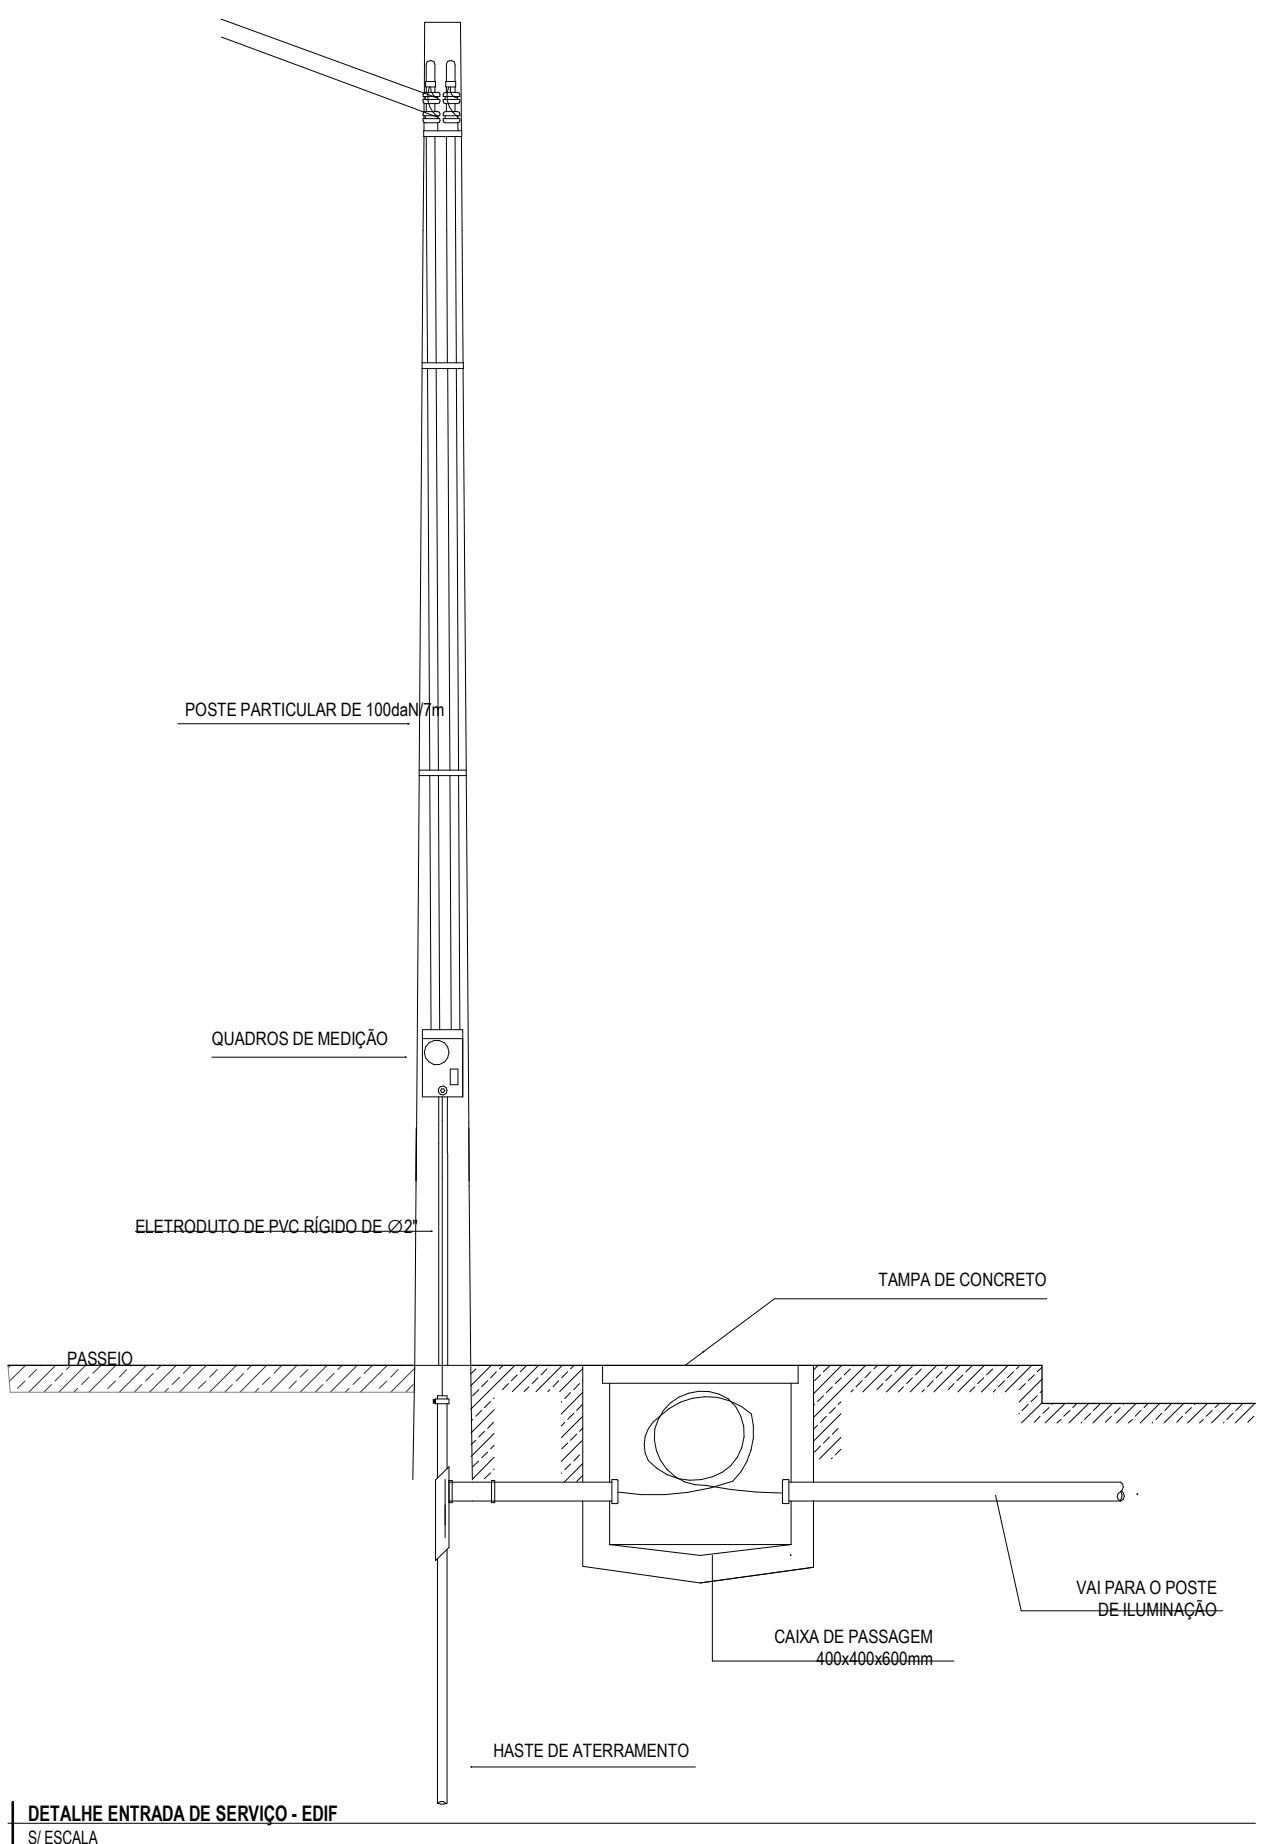 POSTE PARTICULAR DE 100daN/7m
QUADROS DE MEDIÇÃO
ELETRODUTO DE PVC RÍGIDO DE ∅2"
TAMPA DE CONCRETO
PASSEIO
VAI PARA O POSTE
DE ILUMINAÇÃO
CAIXA DE PASSAGEM
400x400x600mm
HASTE DE ATERRAMENTO
DETALHE ENTRADA DE SERVIÇO - EDIF
S/ ESCALA